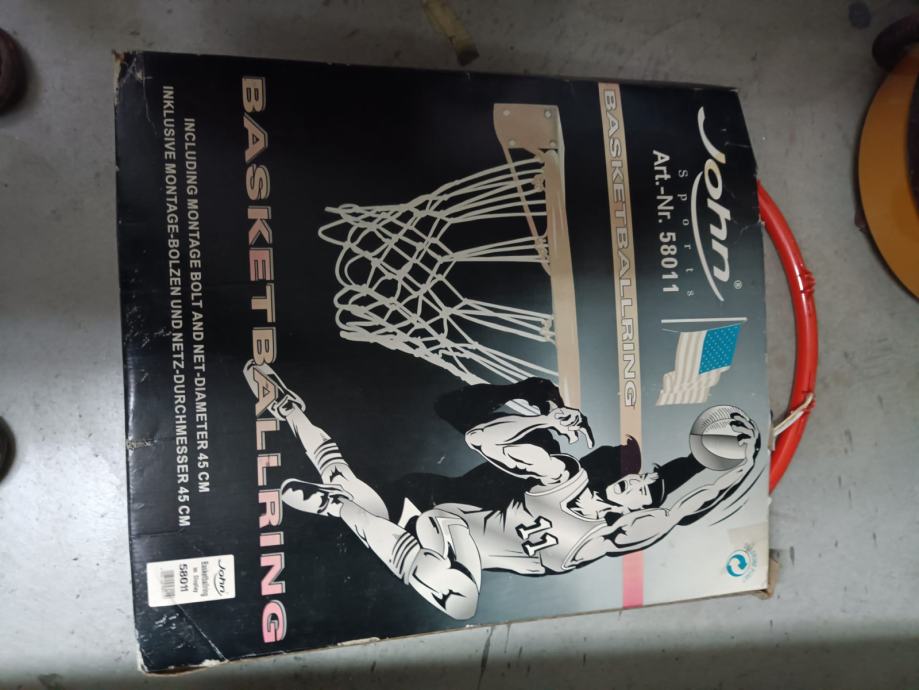 John®
Sports
Art.-Nr. 58011
BASKETBALLRING
11
BASKETBALLRING
INCLUDING MONTAGE BOLT AND NET-DIAMETER 45 CM
INKLUSIVE MONTAGE-BOLZEN UND NETZ-DURCHMESSER 45 CM
John
Basketballring
58011